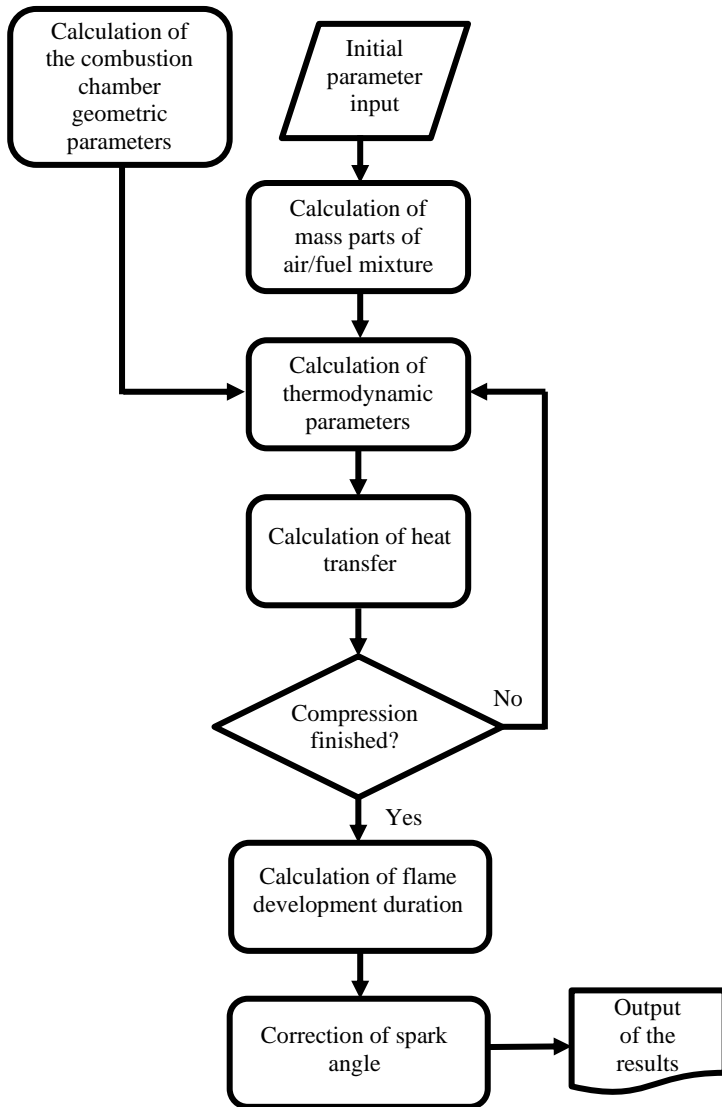 Calculation of
the combustion
chamber
geometric
parameters
Initial
parameter
input
Calculation of
mass parts of
air/fuel mixture
Calculation of
thermodynamic
parameters
Calculation of heat
transfer
Compression
finished?
No
Yes
Calculation of flame
development duration
Correction of spark
angle
Output
of the
results